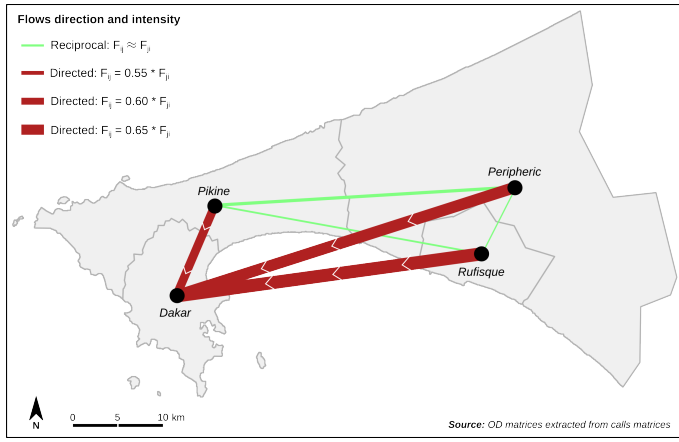 Flows direction and intensity
Reciprocal: Fij ≈ Fji
Directed: Fij = 0.55 * Fji
Directed: Fij = 0.60 * Fji
Directed: Fij = 0.65 * Fji
Peripheric
Pikine
Rufisque
Dakar
N
0 5 10 km
Source: OD matrices extracted from calls matrices